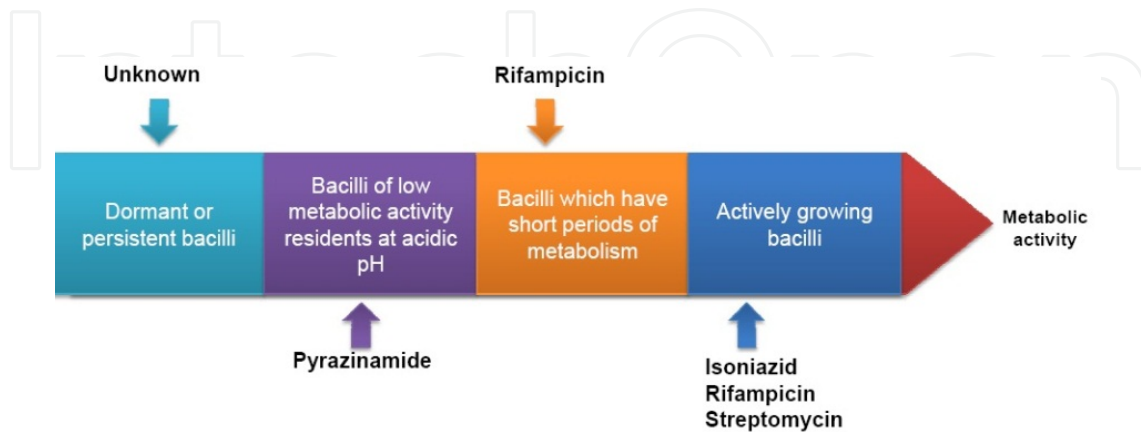 Unknown
Rifampicin
Dormant or
persistent bacilli
Bacilli of low
metabolic activity
residents at acidic
pH
Bacilli which have
short periods of
metabolism
Actively growing
bacilli
Metabolic
activity
Pyrazinamide
Isoniazid
Rifampicin
Streptomycin